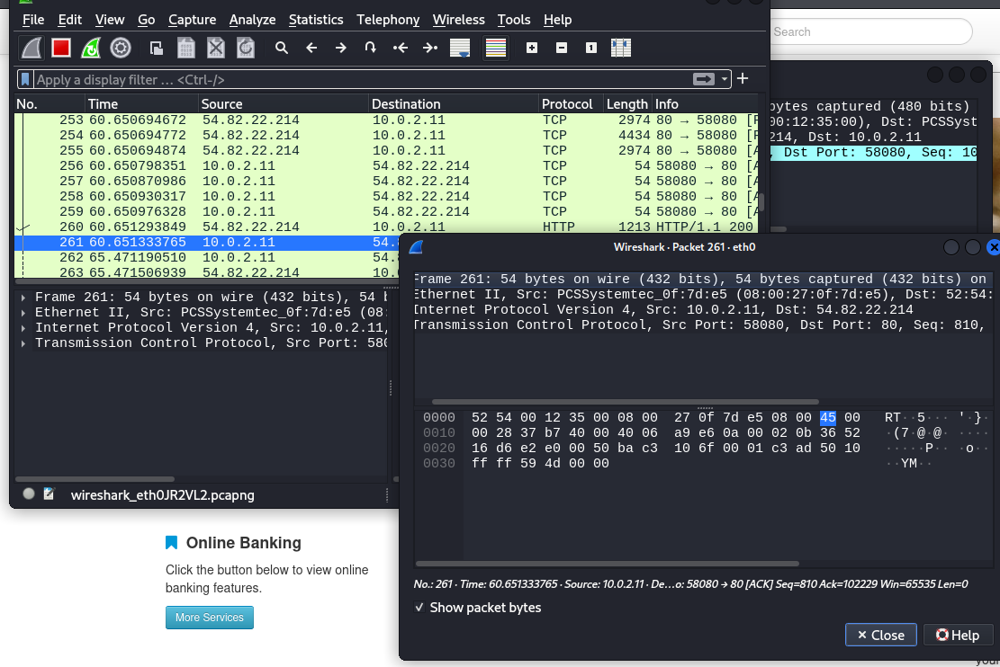 File Edit View Go Capture Analyze Statistics Telephony Wireless Tools Help
Search
Apply a display filter … <Ctrl-/>
No. Time Source Destination Protocol Length Info
253 60.650694672 54.82.22.214 10.0.2.11 TCP 2974 80 → 58080 [
254 60.650694772 54.82.22.214 10.0.2.11 TCP 4434 80 → 58080 [
255 60.650694874 54.82.22.214 10.0.2.11 TCP 2974 80 → 58080 [A
256 60.650798351 10.0.2.11 54.82.22.214 TCP 54 58080 → 80 [A
257 60.650870986 10.0.2.11 54.82.22.214 TCP 54 58080 → 80 [A
258 60.650930317 10.0.2.11 54.82.22.214 TCP 54 58080 → 80 [A
259 60.650976328 10.0.2.11 54.82.22.214 TCP 54 58080 → 80 [A
260 60.651293849 54.82.22.214 10.0.2.11 HTTP 1213 HTTP/1.1 200
261 60.651333765 10.0.2.11 54.8
262 65.471190510 10.0.2.11 54.8
263 65.471506939 54.82.22.214 10.0
bytes captured (480 bits)
00:12:35:00), Dst: PCSSyst
214, Dst: 10.0.2.11
, Dst Port: 58080, Seq: 10
Frame 261: 54 bytes on wire (432 bits), 54 b
Ethernet II, Src: PCSSystemtec_0f:7d:e5 (08:
Internet Protocol Version 4, Src: 10.0.2.11,
Transmission Control Protocol, Src Port: 580
wireshark_eth0JR2VL2.pcapng
Wireshark · Packet 261 · eth0
Frame 261: 54 bytes on wire (432 bits), 54 bytes captured (432 bits) on
Ethernet II, Src: PCSSystemtec_0f:7d:e5 (08:00:27:0f:7d:e5), Dst: 52:54:
Internet Protocol Version 4, Src: 10.0.2.11, Dst: 54.82.22.214
Transmission Control Protocol, Src Port: 58080, Dst Port: 80, Seq: 810,
0000 52 54 00 12 35 00 08 00 27 0f 7d e5 08 00 45 00 RT··5··· '·}·
0010 00 28 37 b7 40 00 40 06 a9 e6 0a 00 02 0b 36 52 ·(7·@·@· ····
0020 16 d6 e2 e0 00 50 ba c3 10 6f 00 01 c3 ad 50 10 ·····P·· ·o··
0030 ff ff 59 4d 00 00 ··YM··
No.: 261 · Time: 60.651333765 · Source: 10.0.2.11 · De…o: 58080 → 80 [ACK] Seq=810 Ack=102229 Win=65535 Len=0
Show packet bytes
Close Help
Online Banking
Click the button below to view online
banking features.
More Services
your